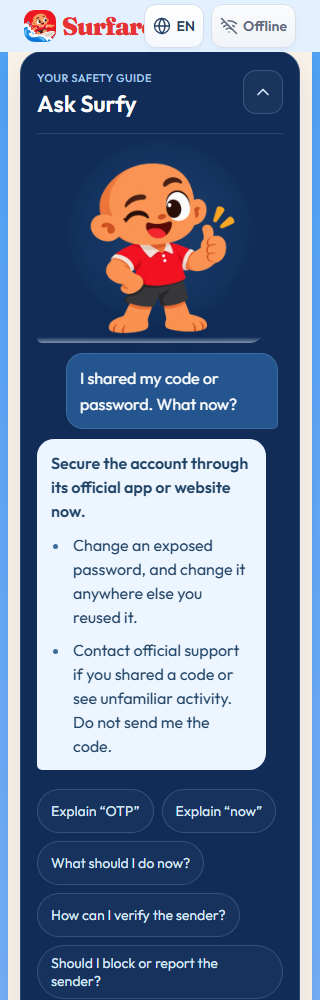 Surfar
EN
Offline
YOUR SAFETY GUIDE
Ask Surfy
I shared my code or
password. What now?
Secure the account through
its official app or website
now.
• Change an exposed
password, and change it
anywhere else you
reused it.
• Contact official support
if you shared a code or
see unfamiliar activity.
Do not send me the
code.
Explain “OTP”
Explain “now”
What should I do now?
How can I verify the sender?
Should I block or report the
sender?